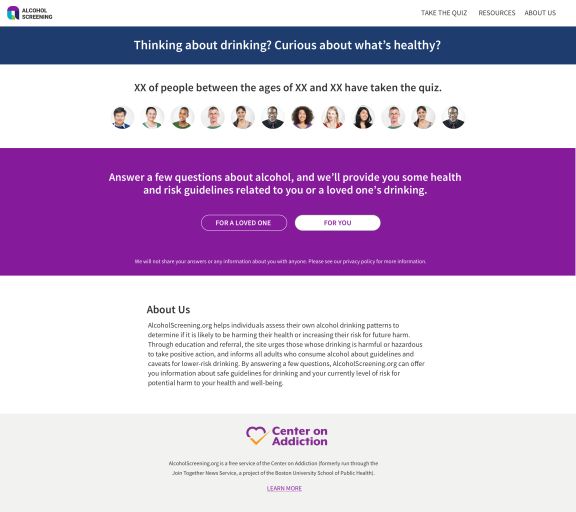 ALCOHOL
SCREENING
TAKE THE QUIZ RESOURCES ABOUT US
Thinking about drinking? Curious about what's healthy?
XX of people between the ages of XX and XX have taken the quiz.
Answer a few questions about alcohol, and we'll provide you some health
and risk guidelines related to you or a loved one's drinking.
FOR A LOVED ONE FOR YOU
We will not share your answers or any information about you with anyone. Please see our privacy policy for more information.
About Us
AlcoholScreening.org helps individuals assess their own alcohol drinking patterns to
determine if it is likely to be harming their health or increasing their risk for future harm.
Through education and referral, the site urges those whose drinking is harmful or hazardous
to take positive action, and informs all adults who consume alcohol about guidelines and
caveats for lower-risk drinking. By answering a few questions, AlcoholScreening.org can offer
you information about safe guidelines for drinking and your currently level of risk for
potential harm to your health and well-being.
Center on
Addiction
AlcoholScreening.org is a free service of the Center on Addiction (formerly run through the
Join Together News Service, a project of the Boston University School of Public Health).
LEARN MORE